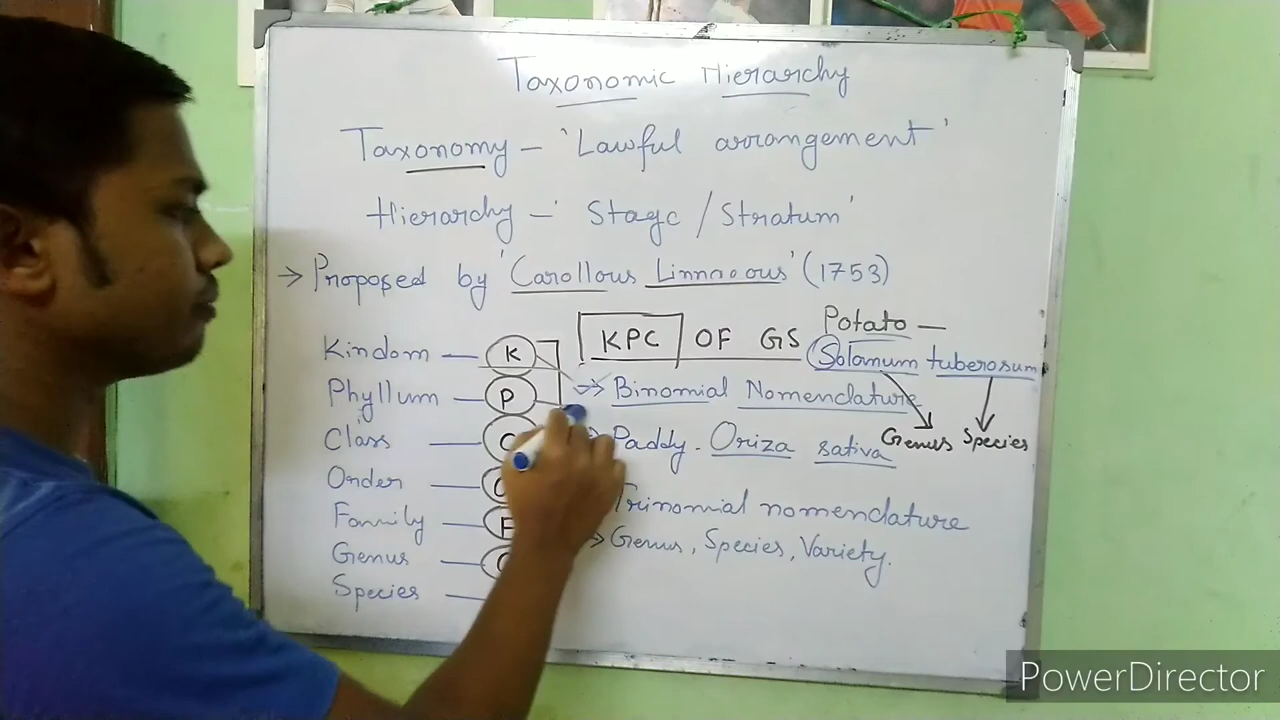 Taxonomic Hierarchy
Taxonomy – 'Lawful arrangement'
Hierarchy – 'Stage / Stratum'
→ Proposed by 'Carollous Linnaeous' (1753)
Kindom — K
Phyllum — P
Class — C
Order — O
Family — F
Genus — G
Species —
KPC OF GS
Potato —
Solanum tuberosum
Genus Species
⇒ Binomial Nomenclature
Paddy - Oriza sativa
Trinomial nomenclature
→ Genus, Species, Variety.
PowerDirector